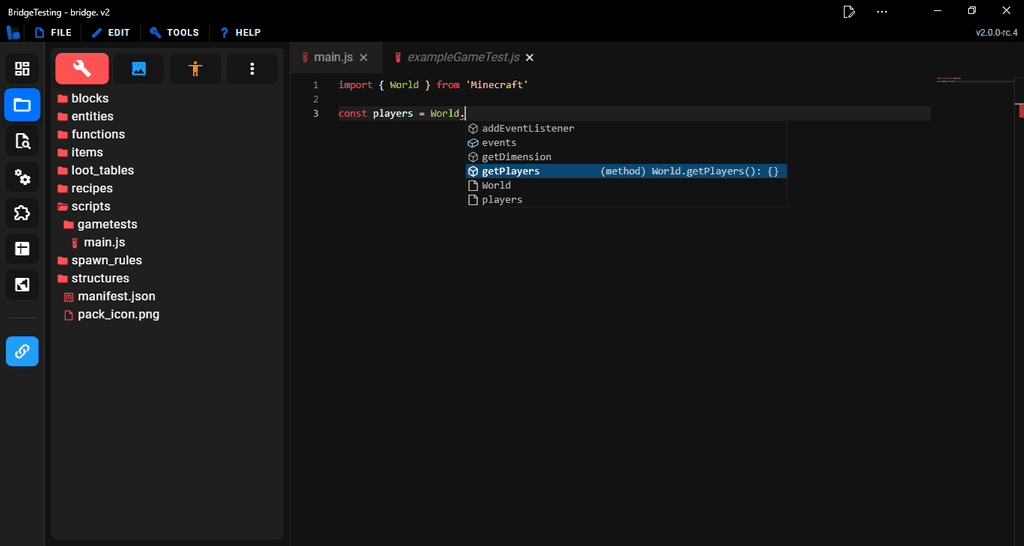 BridgeTesting - bridge. v2
FILE EDIT TOOLS HELP v2.0.0-rc.4
blocks
entities
functions
items
loot_tables
recipes
scripts
gametests
main.js
spawn_rules
structures
manifest.json
pack_icon.png
main.js exampleGameTest.js
1 import { World } from 'Minecraft'
2
3 const players = World.
addEventListener
events
getDimension
getPlayers (method) World.getPlayers(): {}
World
players